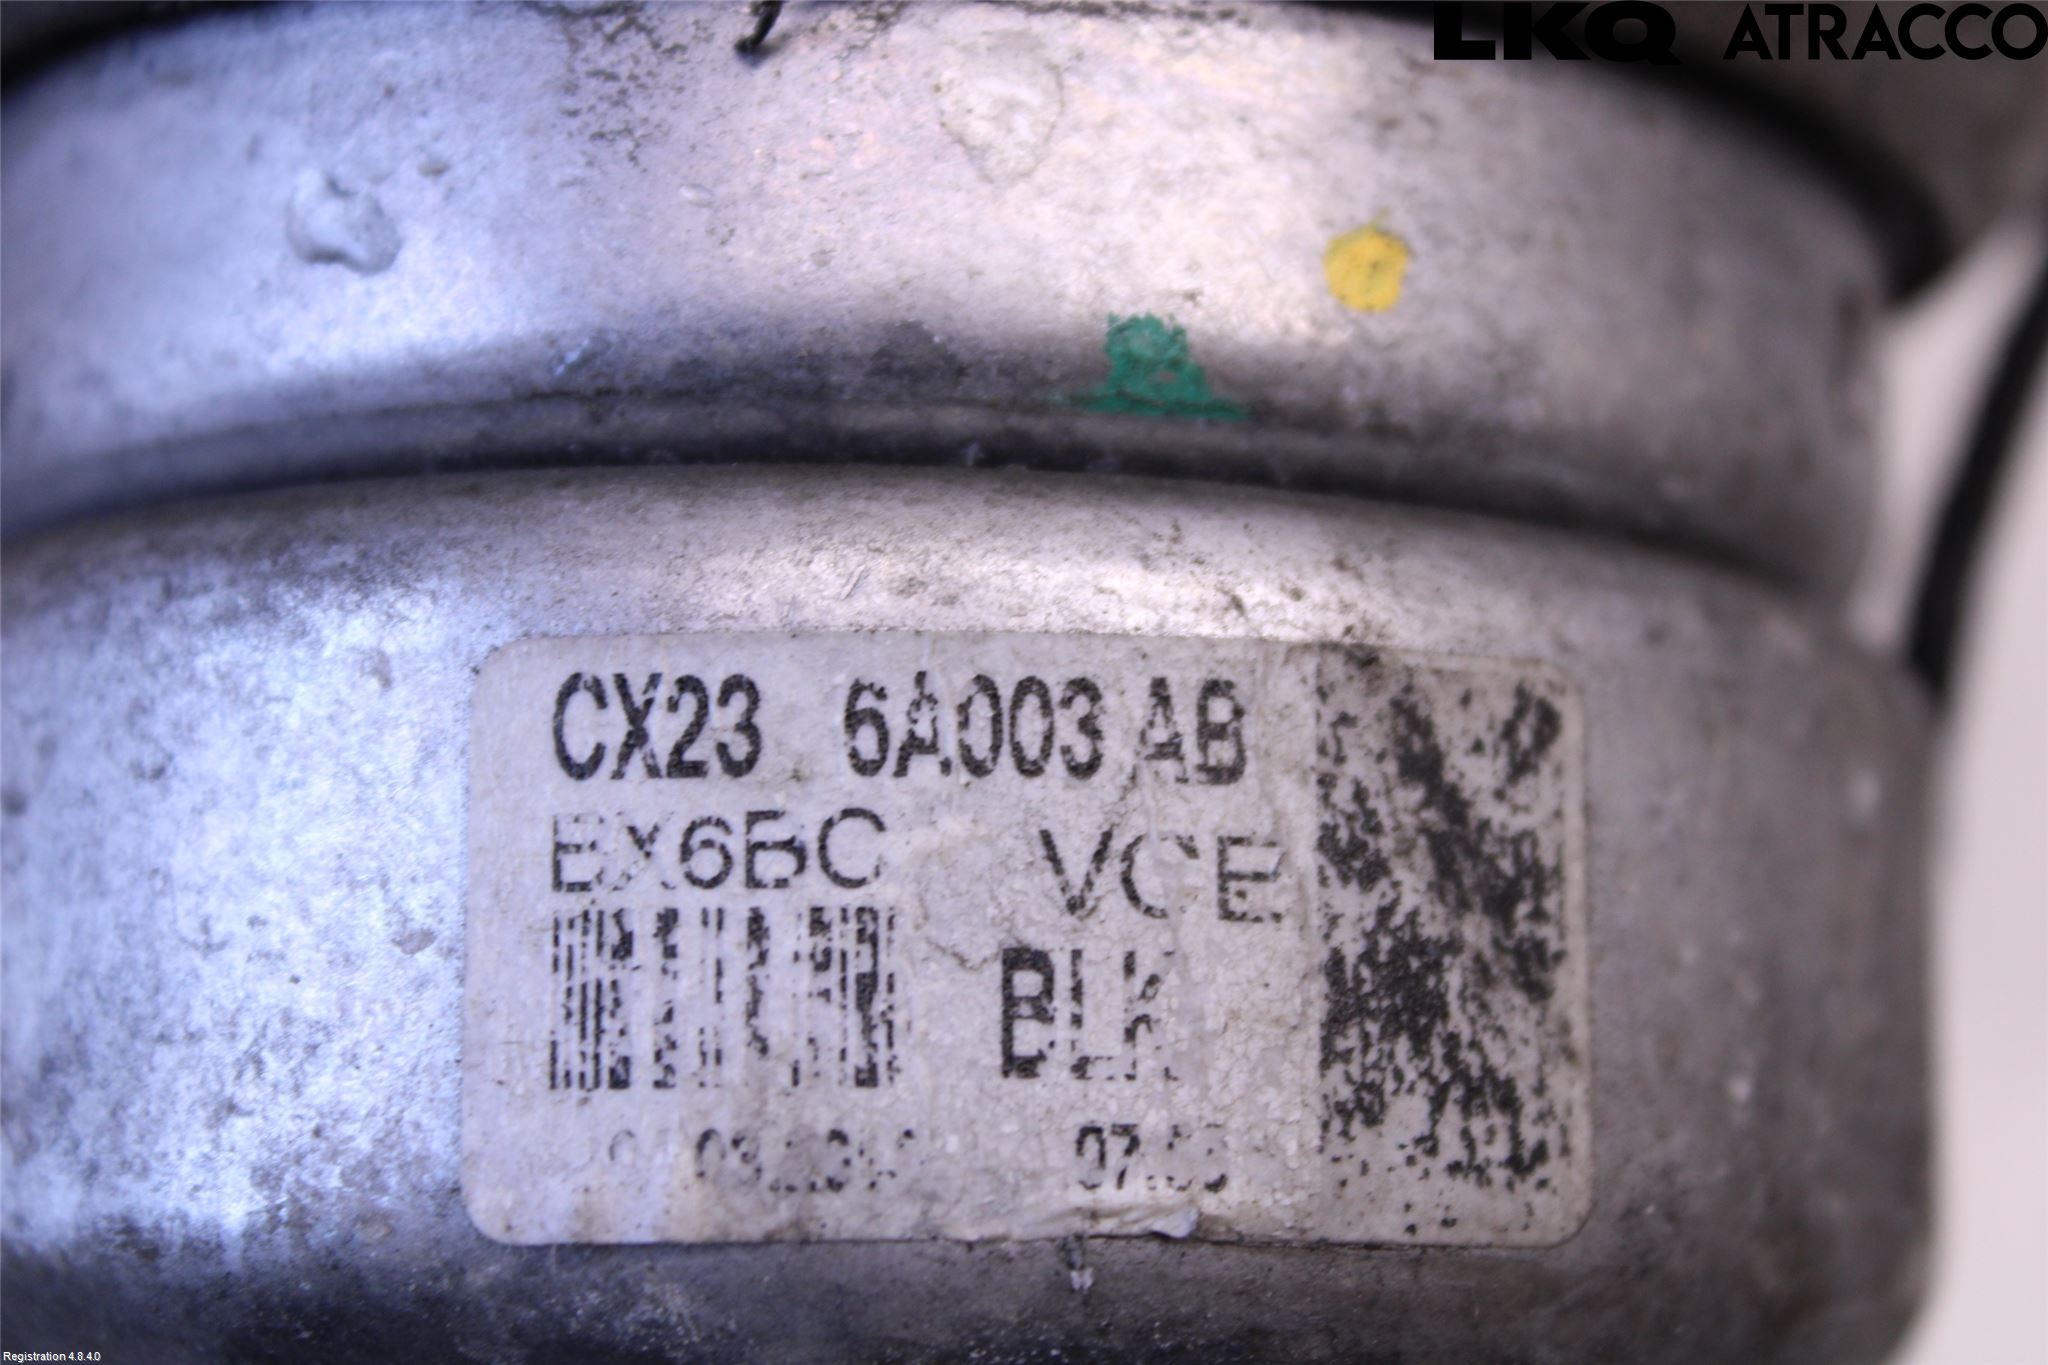 LKQ ATRACCO
CX23 6A003 AB
EX6BC VCE
BLK
Registration 4.8.4.0